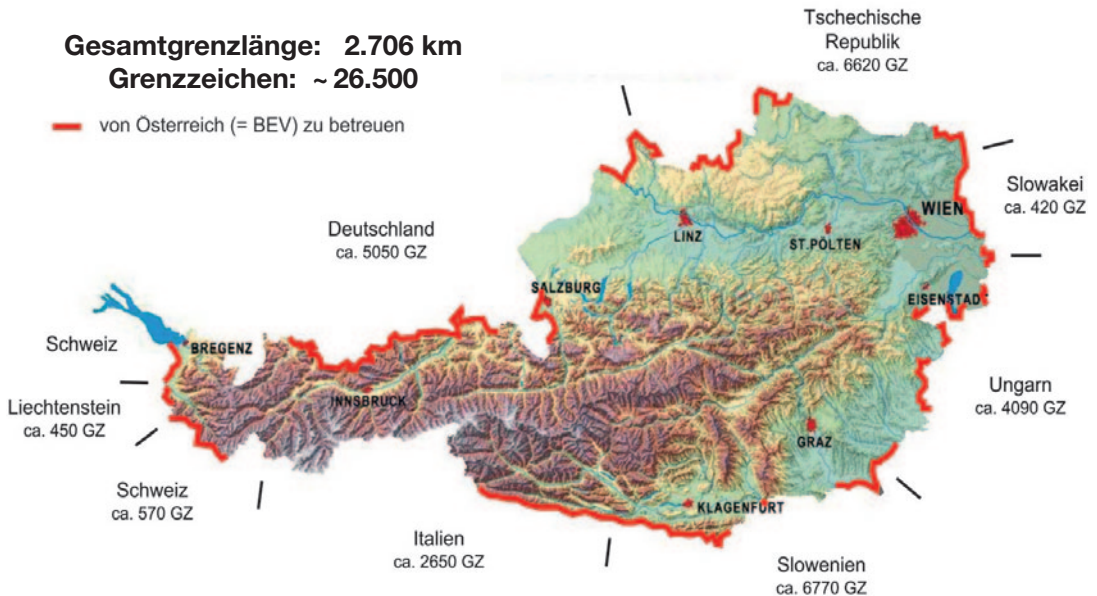 Gesamtgrenzlänge: 2.706 km
Grenzzeichen: ~ 26.500
von Österreich (= BEV) zu betreuen
Tschechische
Republik
ca. 6620 GZ
Slowakei
ca. 420 GZ
Deutschland
ca. 5050 GZ
WIEN
LINZ
ST.PÖLTEN
SALZBURG
EISENSTAD
Schweiz
BREGENZ
Liechtenstein
ca. 450 GZ
INNSBRUCK
Ungarn
ca. 4090 GZ
GRAZ
Schweiz
ca. 570 GZ
KLAGENFURT
Italien
ca. 2650 GZ
Slowenien
ca. 6770 GZ